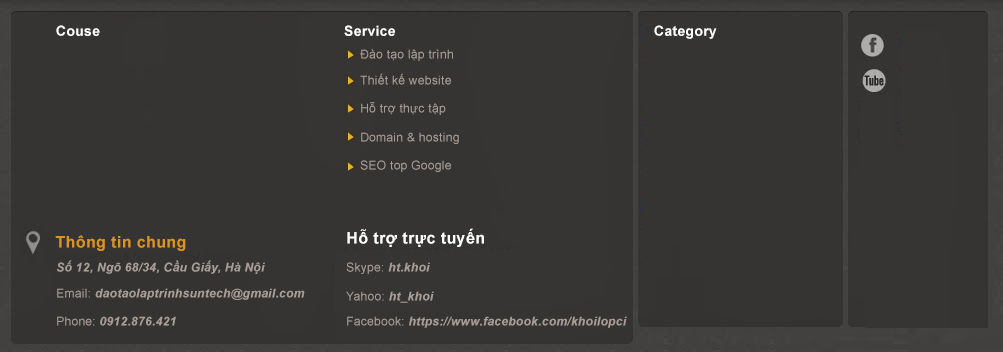 Couse
Service
Category
Đào tạo lập trình
Thiết kế website
Hỗ trợ thực tập
Domain & hosting
SEO top Google
f
Tube
Thông tin chung
Số 12, Ngõ 68/34, Cầu Giấy, Hà Nội
Email: daotaolaptrinhsuntech@gmail.com
Phone: 0912.876.421
Hỗ trợ trực tuyến
Skype: ht.khoi
Yahoo: ht_khoi
Facebook: https://www.facebook.com/khoilopci